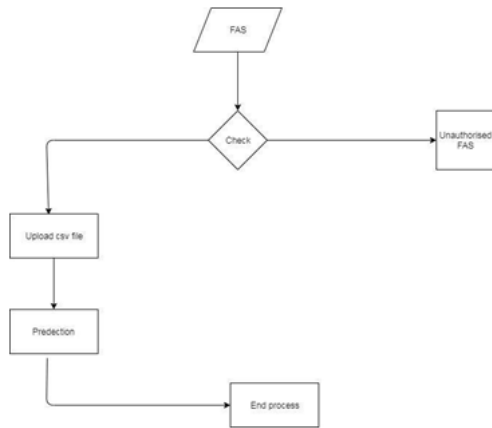 FAS
Check
Unauthorised
FAS
Upload csv file
Predection
End process